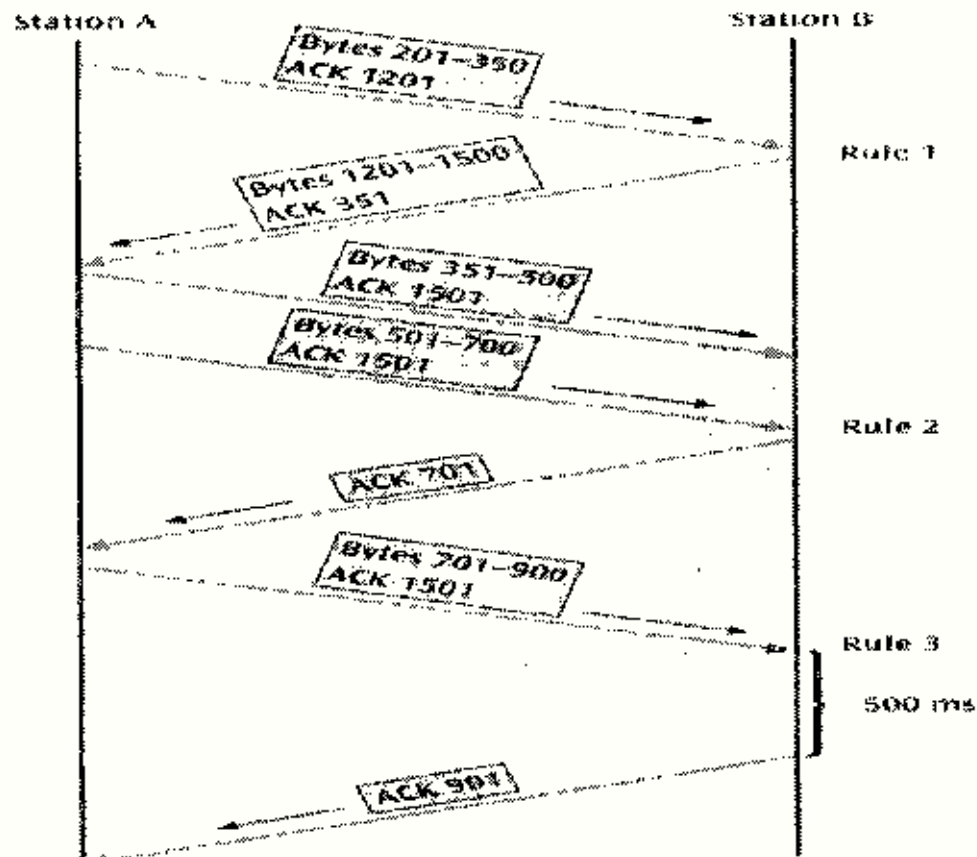 Station A
Station B
Bytes 201–350
ACK 1201
Rule 1
Bytes 1201–1500
ACK 351
Bytes 351–500
ACK 1501
Bytes 501–700
ACK 1501
Rule 2
ACK 701
Bytes 701–900
ACK 1501
Rule 3
500 ms
ACK 901